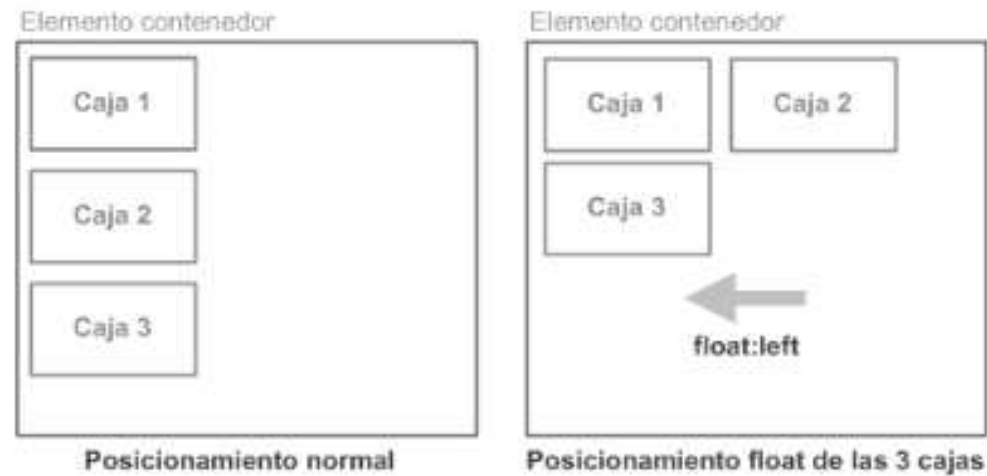 Elemento contenedor
Caja 1
Caja 2
Caja 3
Posicionamiento normal
Elemento contenedor
Caja 1
Caja 2
Caja 3
float:left
Posicionamiento float de las 3 cajas